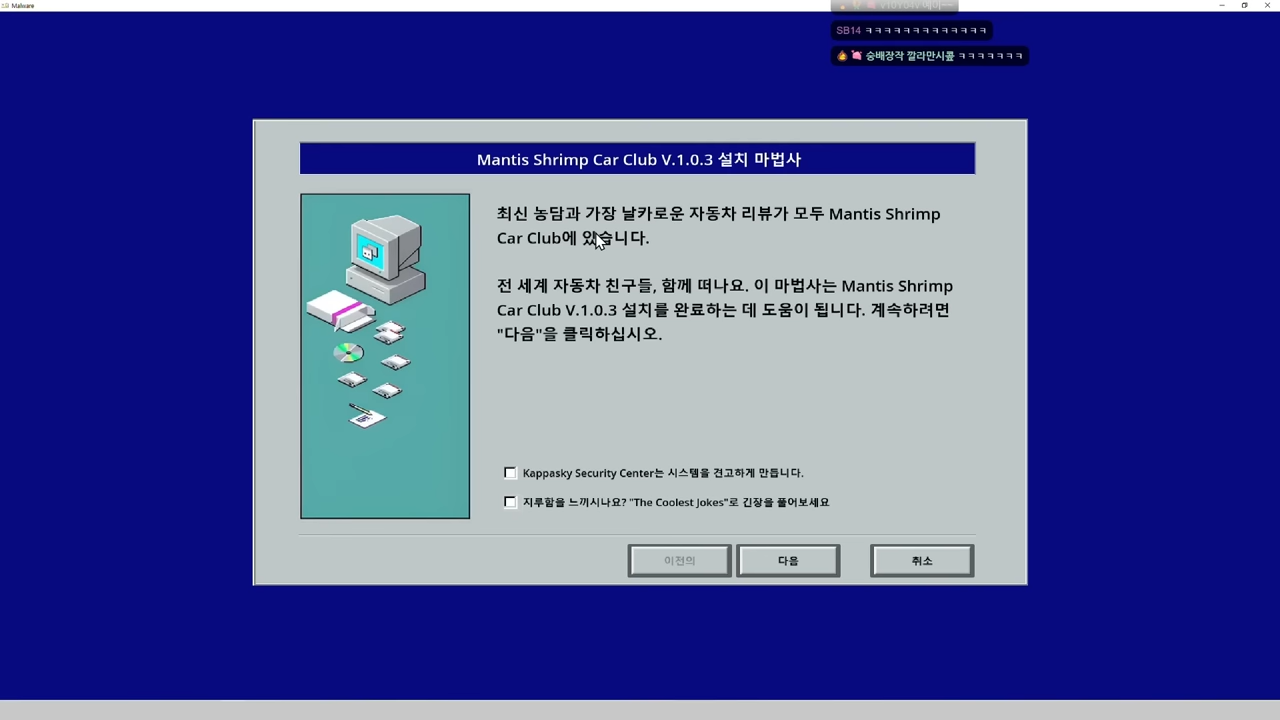 Malware
SB14 ㅋㅋㅋㅋㅋㅋㅋㅋㅋㅋㅋㅋㅋ
승배장작 깔라만시콜 ㅋㅋㅋㅋㅋㅋㅋ
Mantis Shrimp Car Club V.1.0.3 설치 마법사
최신 농담과 가장 날카로운 자동차 리뷰가 모두 Mantis Shrimp
Car Club에 있습니다.
전 세계 자동차 친구들, 함께 떠나요. 이 마법사는 Mantis Shrimp
Car Club V.1.0.3 설치를 완료하는 데 도움이 됩니다. 계속하려면
"다음"을 클릭하십시오.
Kappasky Security Center는 시스템을 견고하게 만듭니다.
지루함을 느끼시나요? "The Coolest Jokes"로 긴장을 풀어보세요
이전의
다음
취소